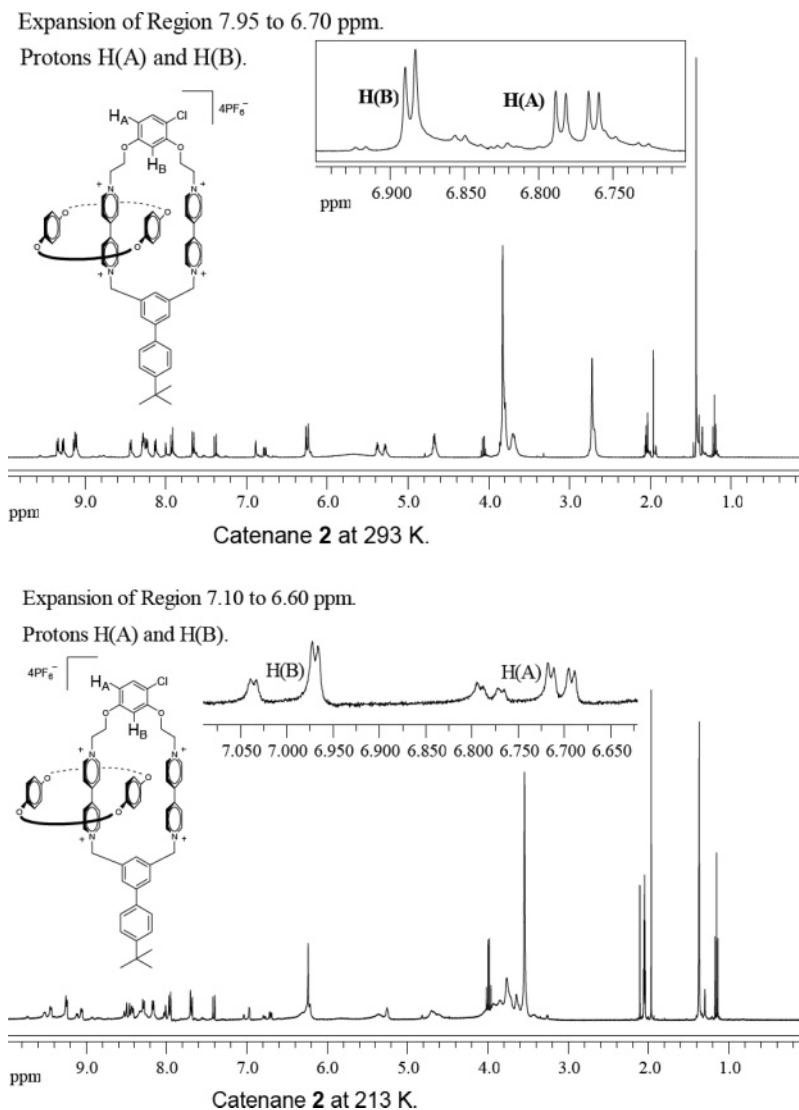 Expansion of Region 7.95 to 6.70 ppm.
Protons H(A) and H(B).
4PF6−
HA
Cl
O
O
HB
H(B)
H(A)
6.900 6.850 6.800 6.750
ppm
+ N N +
O O
O O
+ N N +
9.0 8.0 7.0 6.0 5.0 4.0 3.0 2.0 1.0
ppm
Catenane 2 at 293 K.
Expansion of Region 7.10 to 6.60 ppm.
Protons H(A) and H(B).
4PF6−
HA
Cl
O
O
HB
H(B)
H(A)
7.050 7.000 6.950 6.900 6.850 6.800 6.750 6.700 6.650
+ N N +
O O
O O
+ N N +
9.0 8.0 7.0 6.0 5.0 4.0 3.0 2.0 1.0
ppm
Catenane 2 at 213 K.